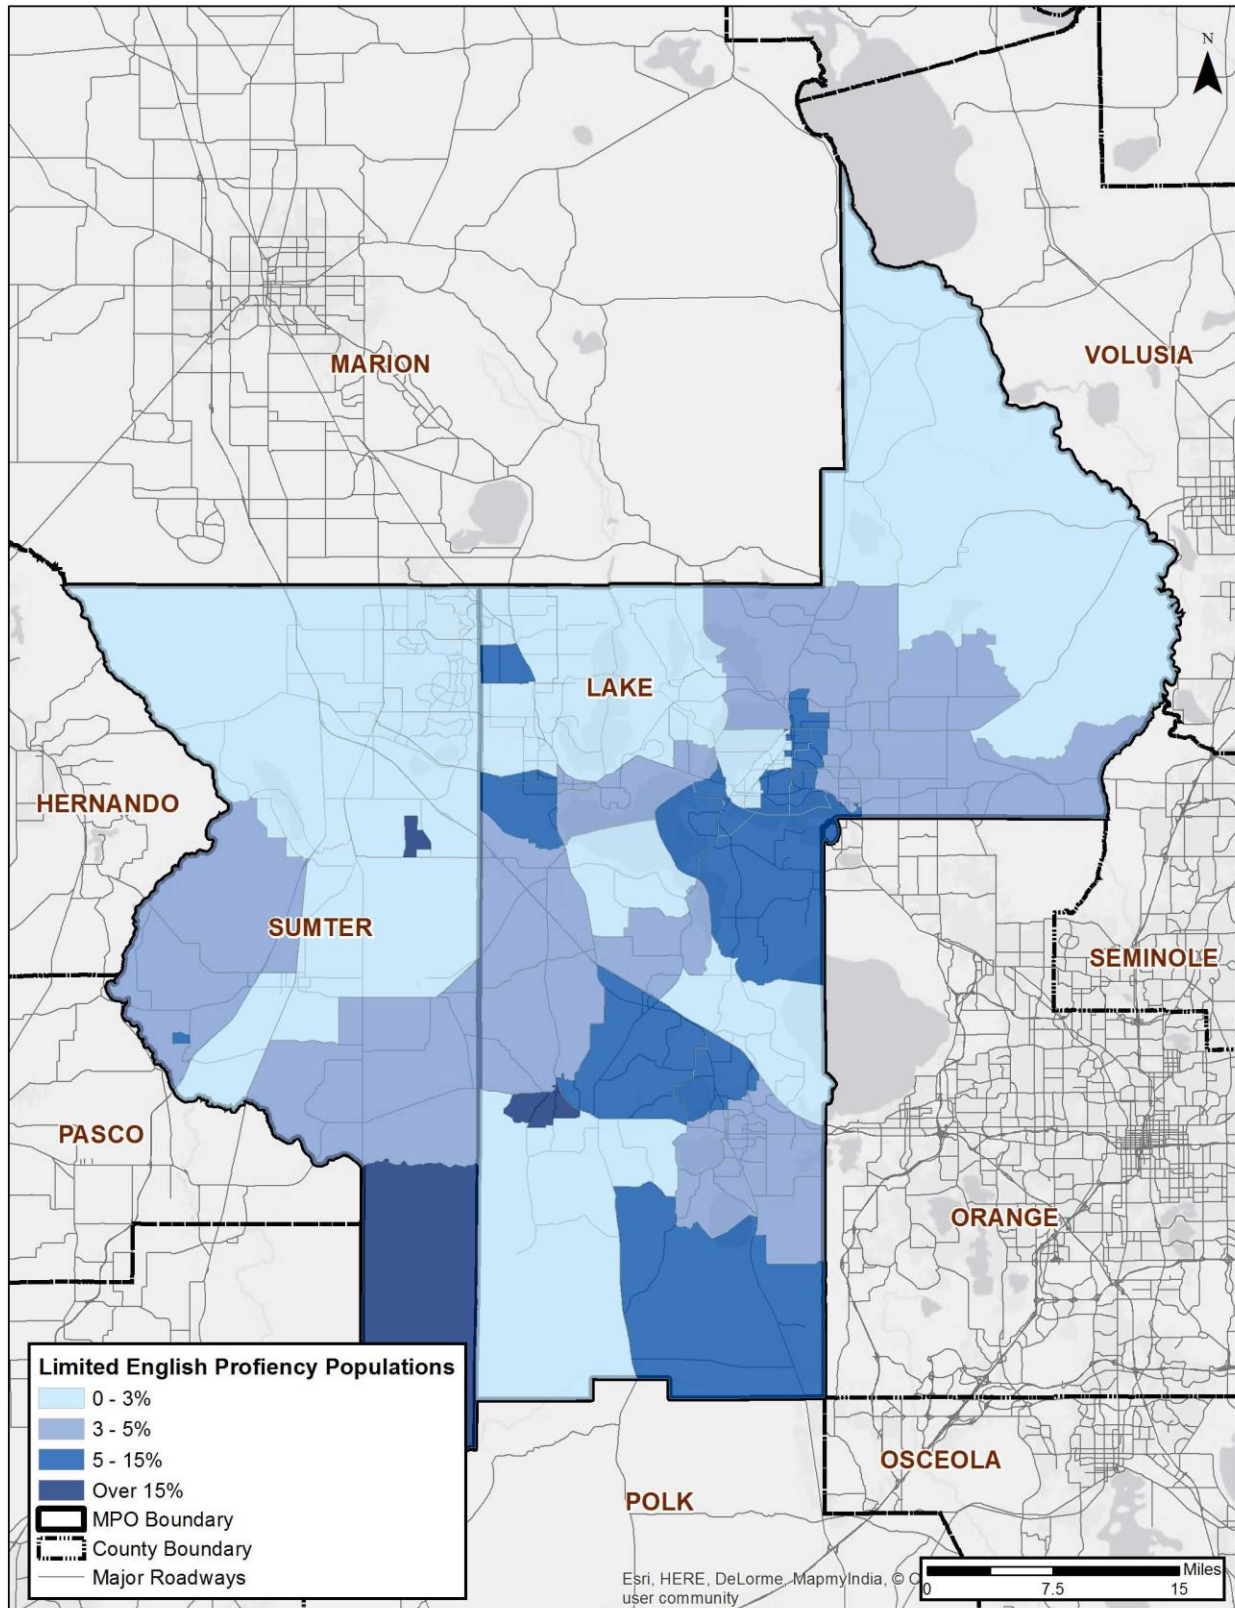 N
MARION
VOLUSIA
LAKE
HERNANDO
SUMTER
SEMINOLE
PASCO
ORANGE
Limited English Profiency Populations
0 - 3%
3 - 5%
5 - 15%
Over 15%
MPO Boundary
County Boundary
Major Roadways
OSCEOLA
POLK
Esri, HERE, DeLorme, MapmyIndia, ©
user community
Miles
0 7.5 15